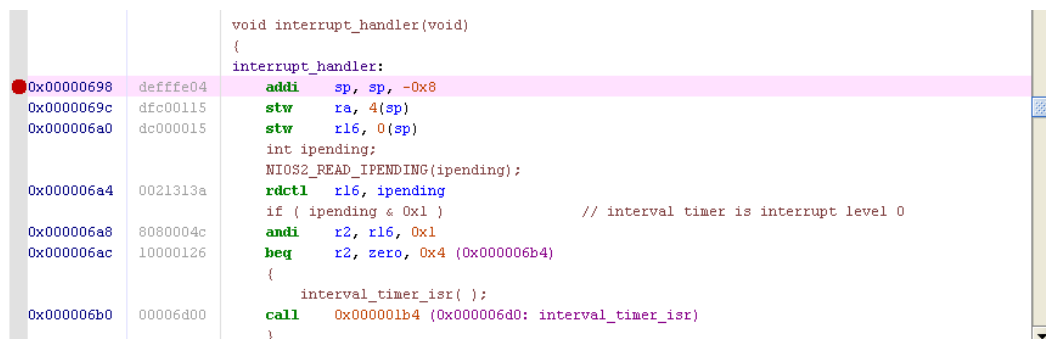 void interrupt_handler(void)
{
interrupt_handler:
0x00000698 defffe04 addi sp, sp, -0x8
0x0000069c dfc00115 stw ra, 4(sp)
0x000006a0 dc000015 stw r16, 0(sp)
int ipending;
NIOS2_READ_IPENDING(ipending);
0x000006a4 0021313a rdctl r16, ipending
if ( ipending & 0x1 ) // interval timer is interrupt level 0
0x000006a8 8080004c andi r2, r16, 0x1
0x000006ac 10000126 beq r2, zero, 0x4 (0x000006b4)
{
interval_timer_isr( );
0x000006b0 00006d00 call 0x000001b4 (0x000006d0: interval_timer_isr)
}